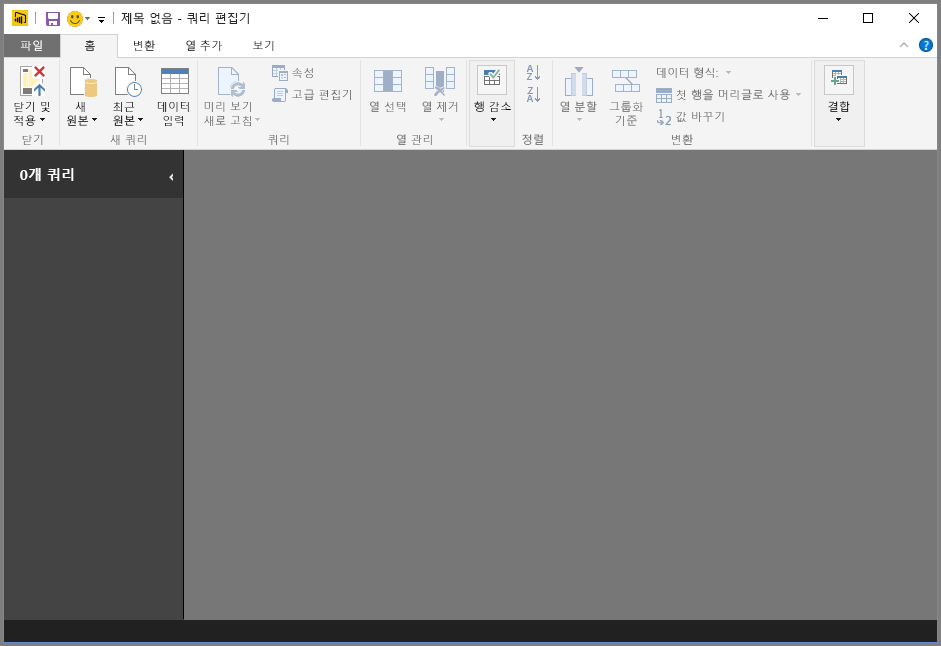 제목 없음 - 쿼리 편집기
파일 홈 변환 열 추가 보기
닫기 및
적용
닫기
새
원본
최근
원본
데이터
입력
새 쿼리
미리 보기
새로 고침
속성
고급 편집기
쿼리
열 선택
열 제거
열 관리
행 감소
정렬
열 분할
그룹화
기준
데이터 형식:
첫 행을 머리글로 사용
값 바꾸기
변환
결합
0개 쿼리